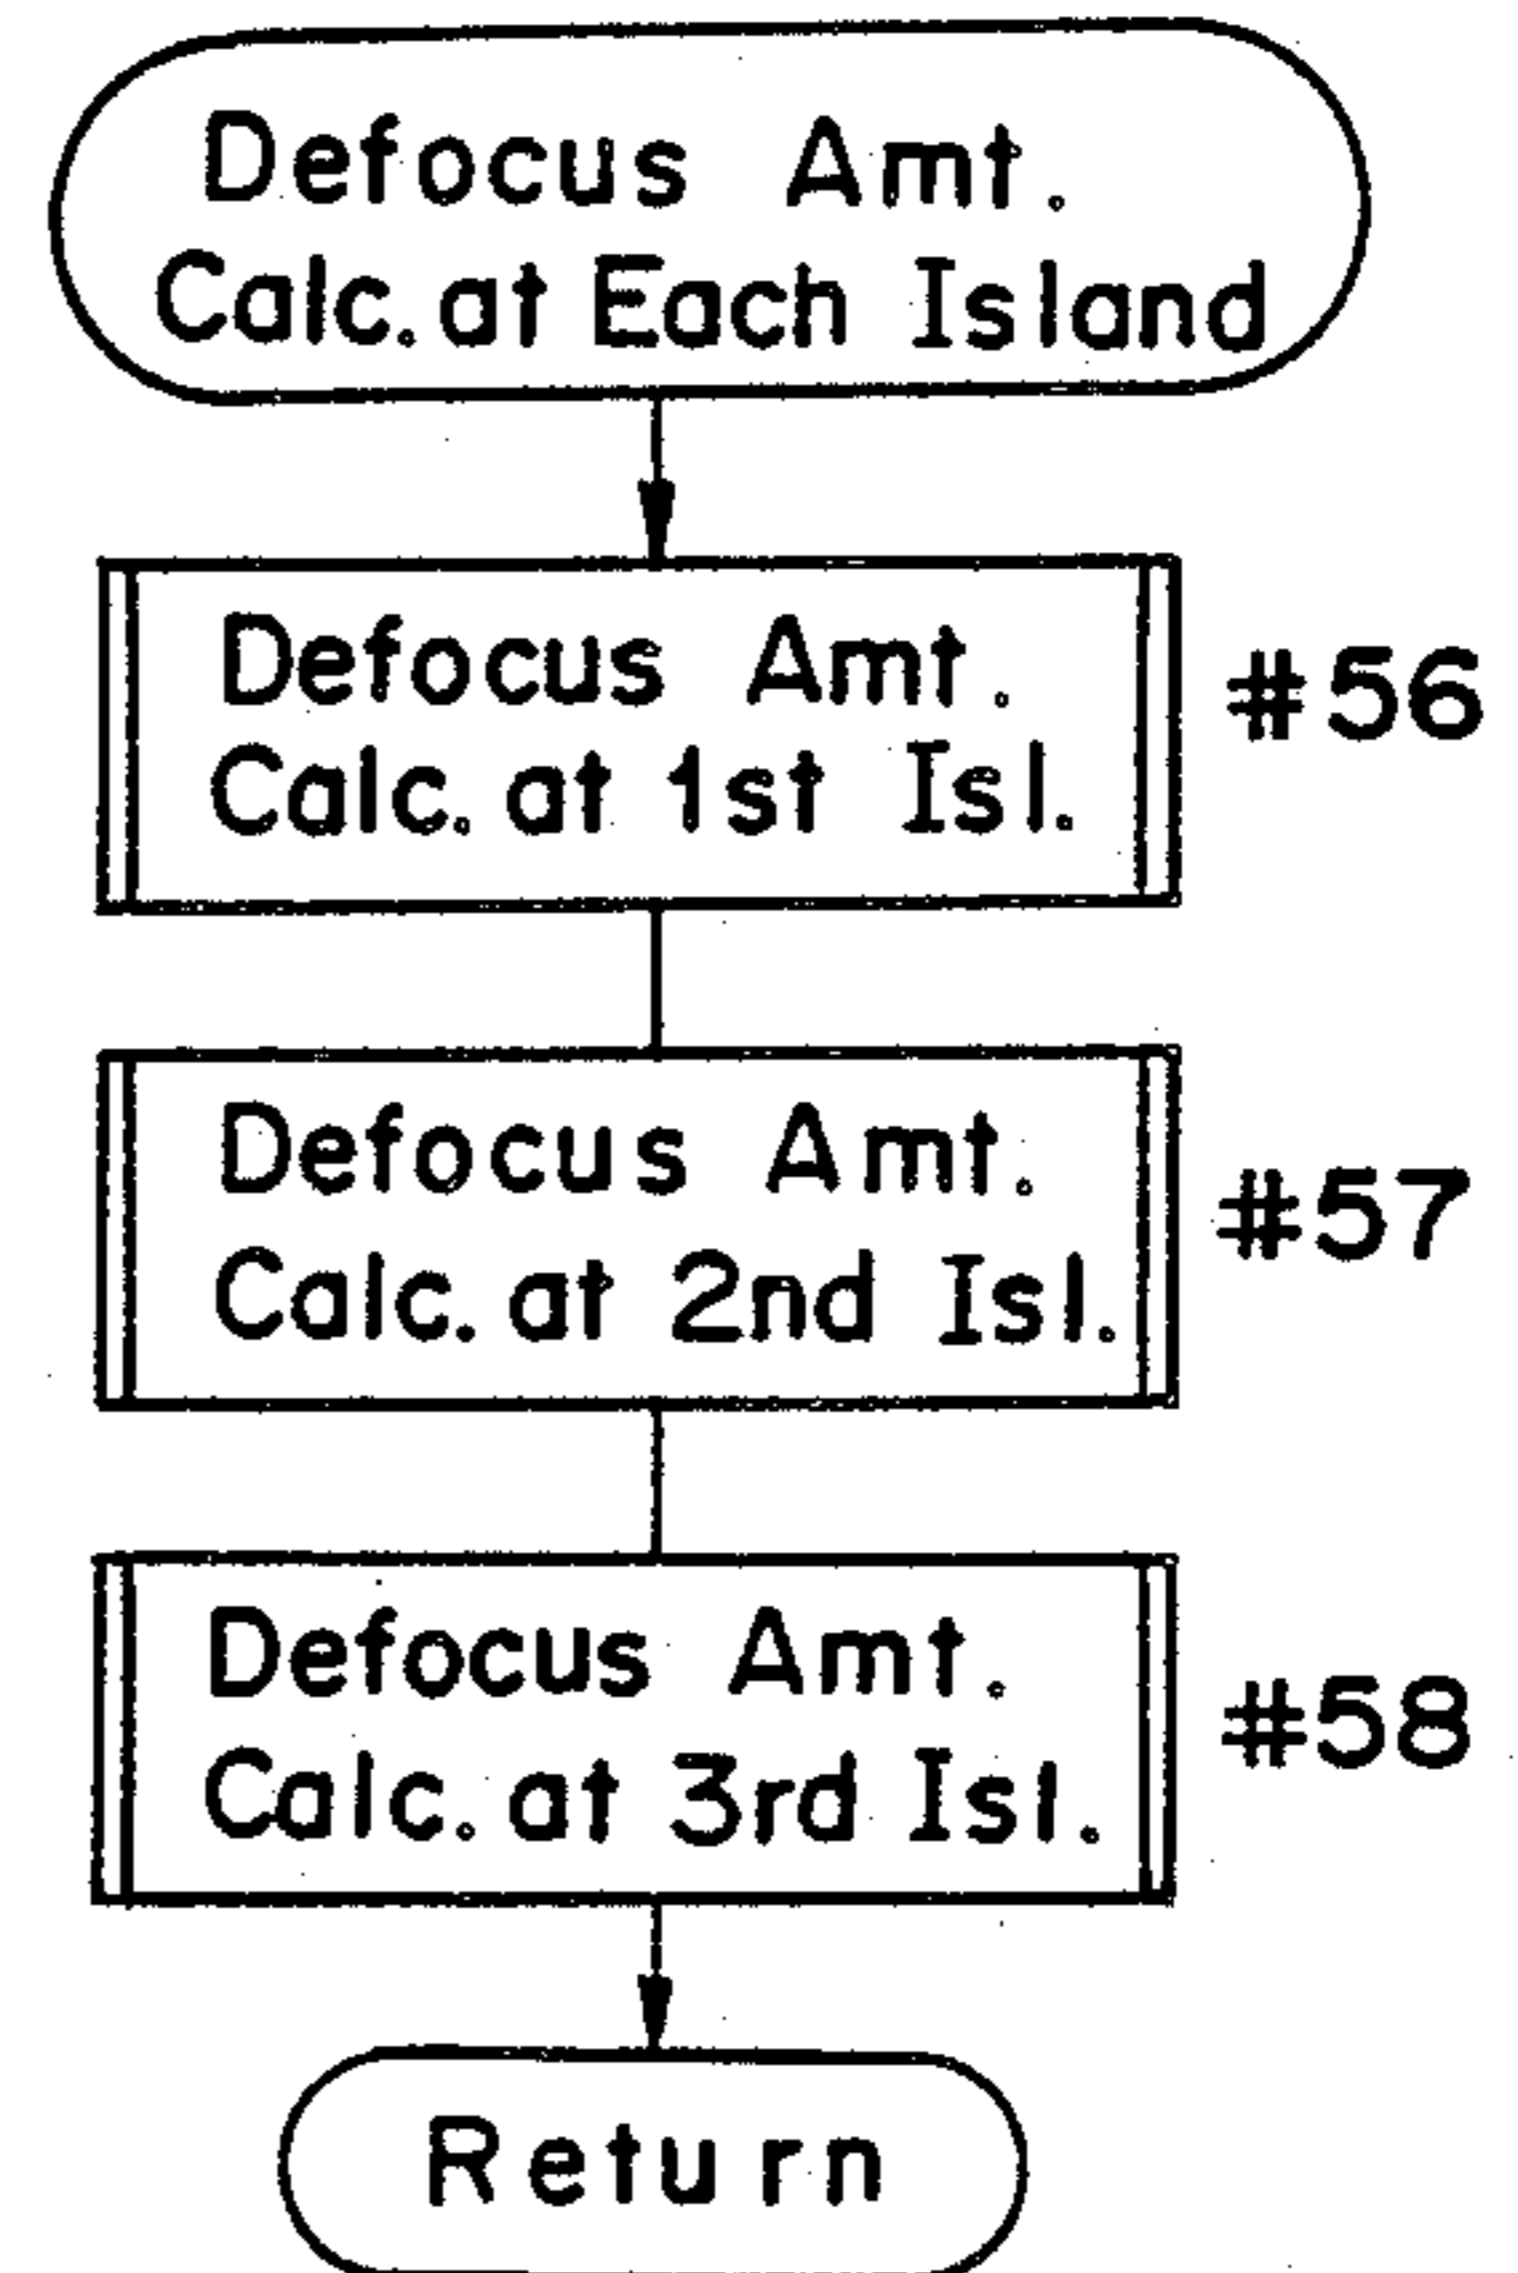 Defocus Amt.
Calc. at Each Island
Defocus Amt.
Calc. at 1st Isl.
#56
Defocus Amt.
Calc. at 2nd Isl.
#57
Defocus Amt.
Calc. at 3rd Isl.
#58
Return